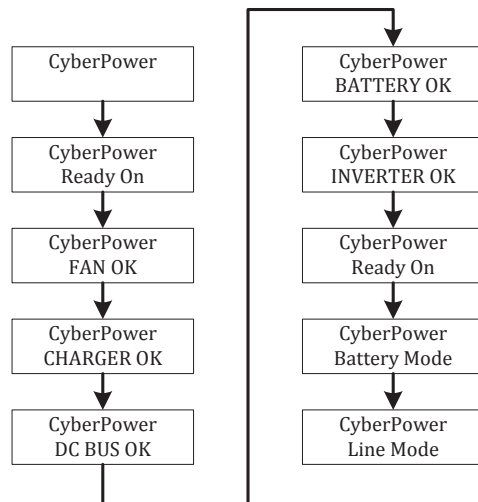 CyberPower
CyberPower
Ready On
CyberPower
FAN OK
CyberPower
CHARGER OK
CyberPower
DC BUS OK
CyberPower
BATTERY OK
CyberPower
INVERTER OK
CyberPower
Ready On
CyberPower
Battery Mode
CyberPower
Line Mode